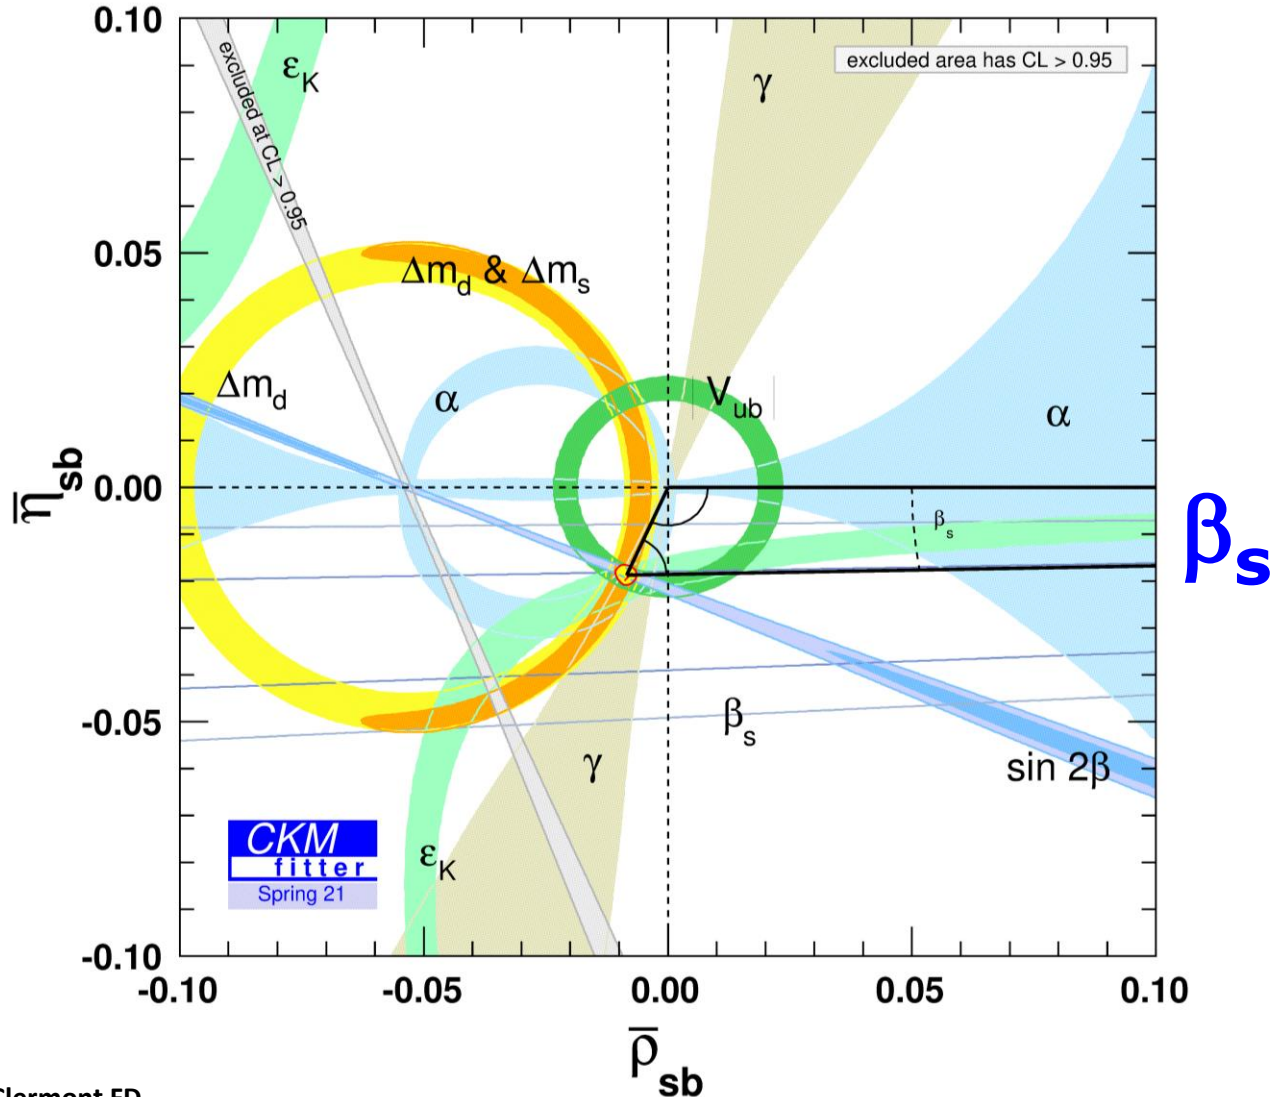 0.10
excluded area has CL > 0.95
εK
γ
excluded at CL > 0.95
0.05
Δmd & Δms
Δmd
α
Vub
α
0.00
η̄sb
βs
βs
-0.05
βs
γ
sin 2β
CKM
fitter
Spring 21
εK
-0.10
-0.10 -0.05 0.00 0.05 0.10
ρ̄sb